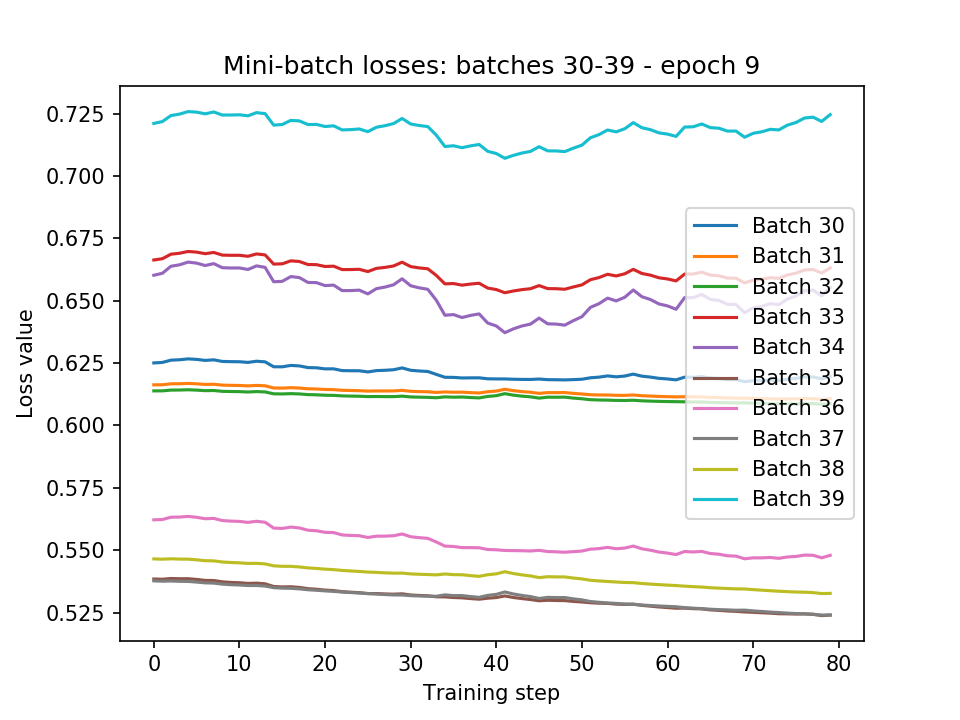 Mini-batch losses: batches 30-39 - epoch 9
0.725
0.700
0.675
0.650
0.625
0.600
0.575
0.550
0.525
Loss value
Batch 30
Batch 31
Batch 32
Batch 33
Batch 34
Batch 35
Batch 36
Batch 37
Batch 38
Batch 39
0 10 20 30 40 50 60 70 80
Training step